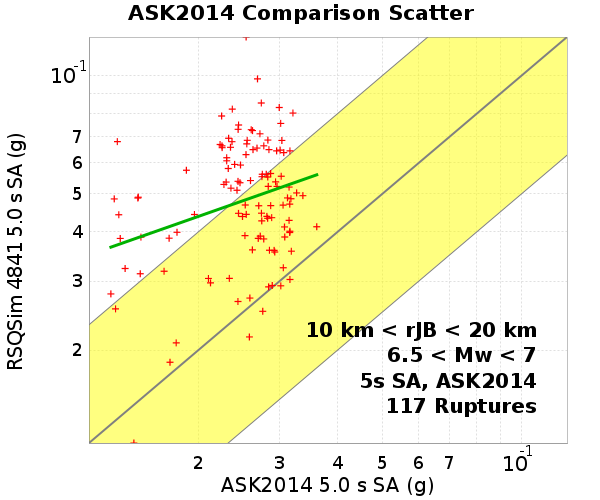 ASK2014 Comparison Scatter
RSQSim 4841 5.0 s SA (g)
10⁻¹
7
6
5
4
3
2
10 km < rJB < 20 km
6.5 < Mw < 7
5s SA, ASK2014
117 Ruptures
2 3 4 5 6 7 10⁻¹
ASK2014 5.0 s SA (g)